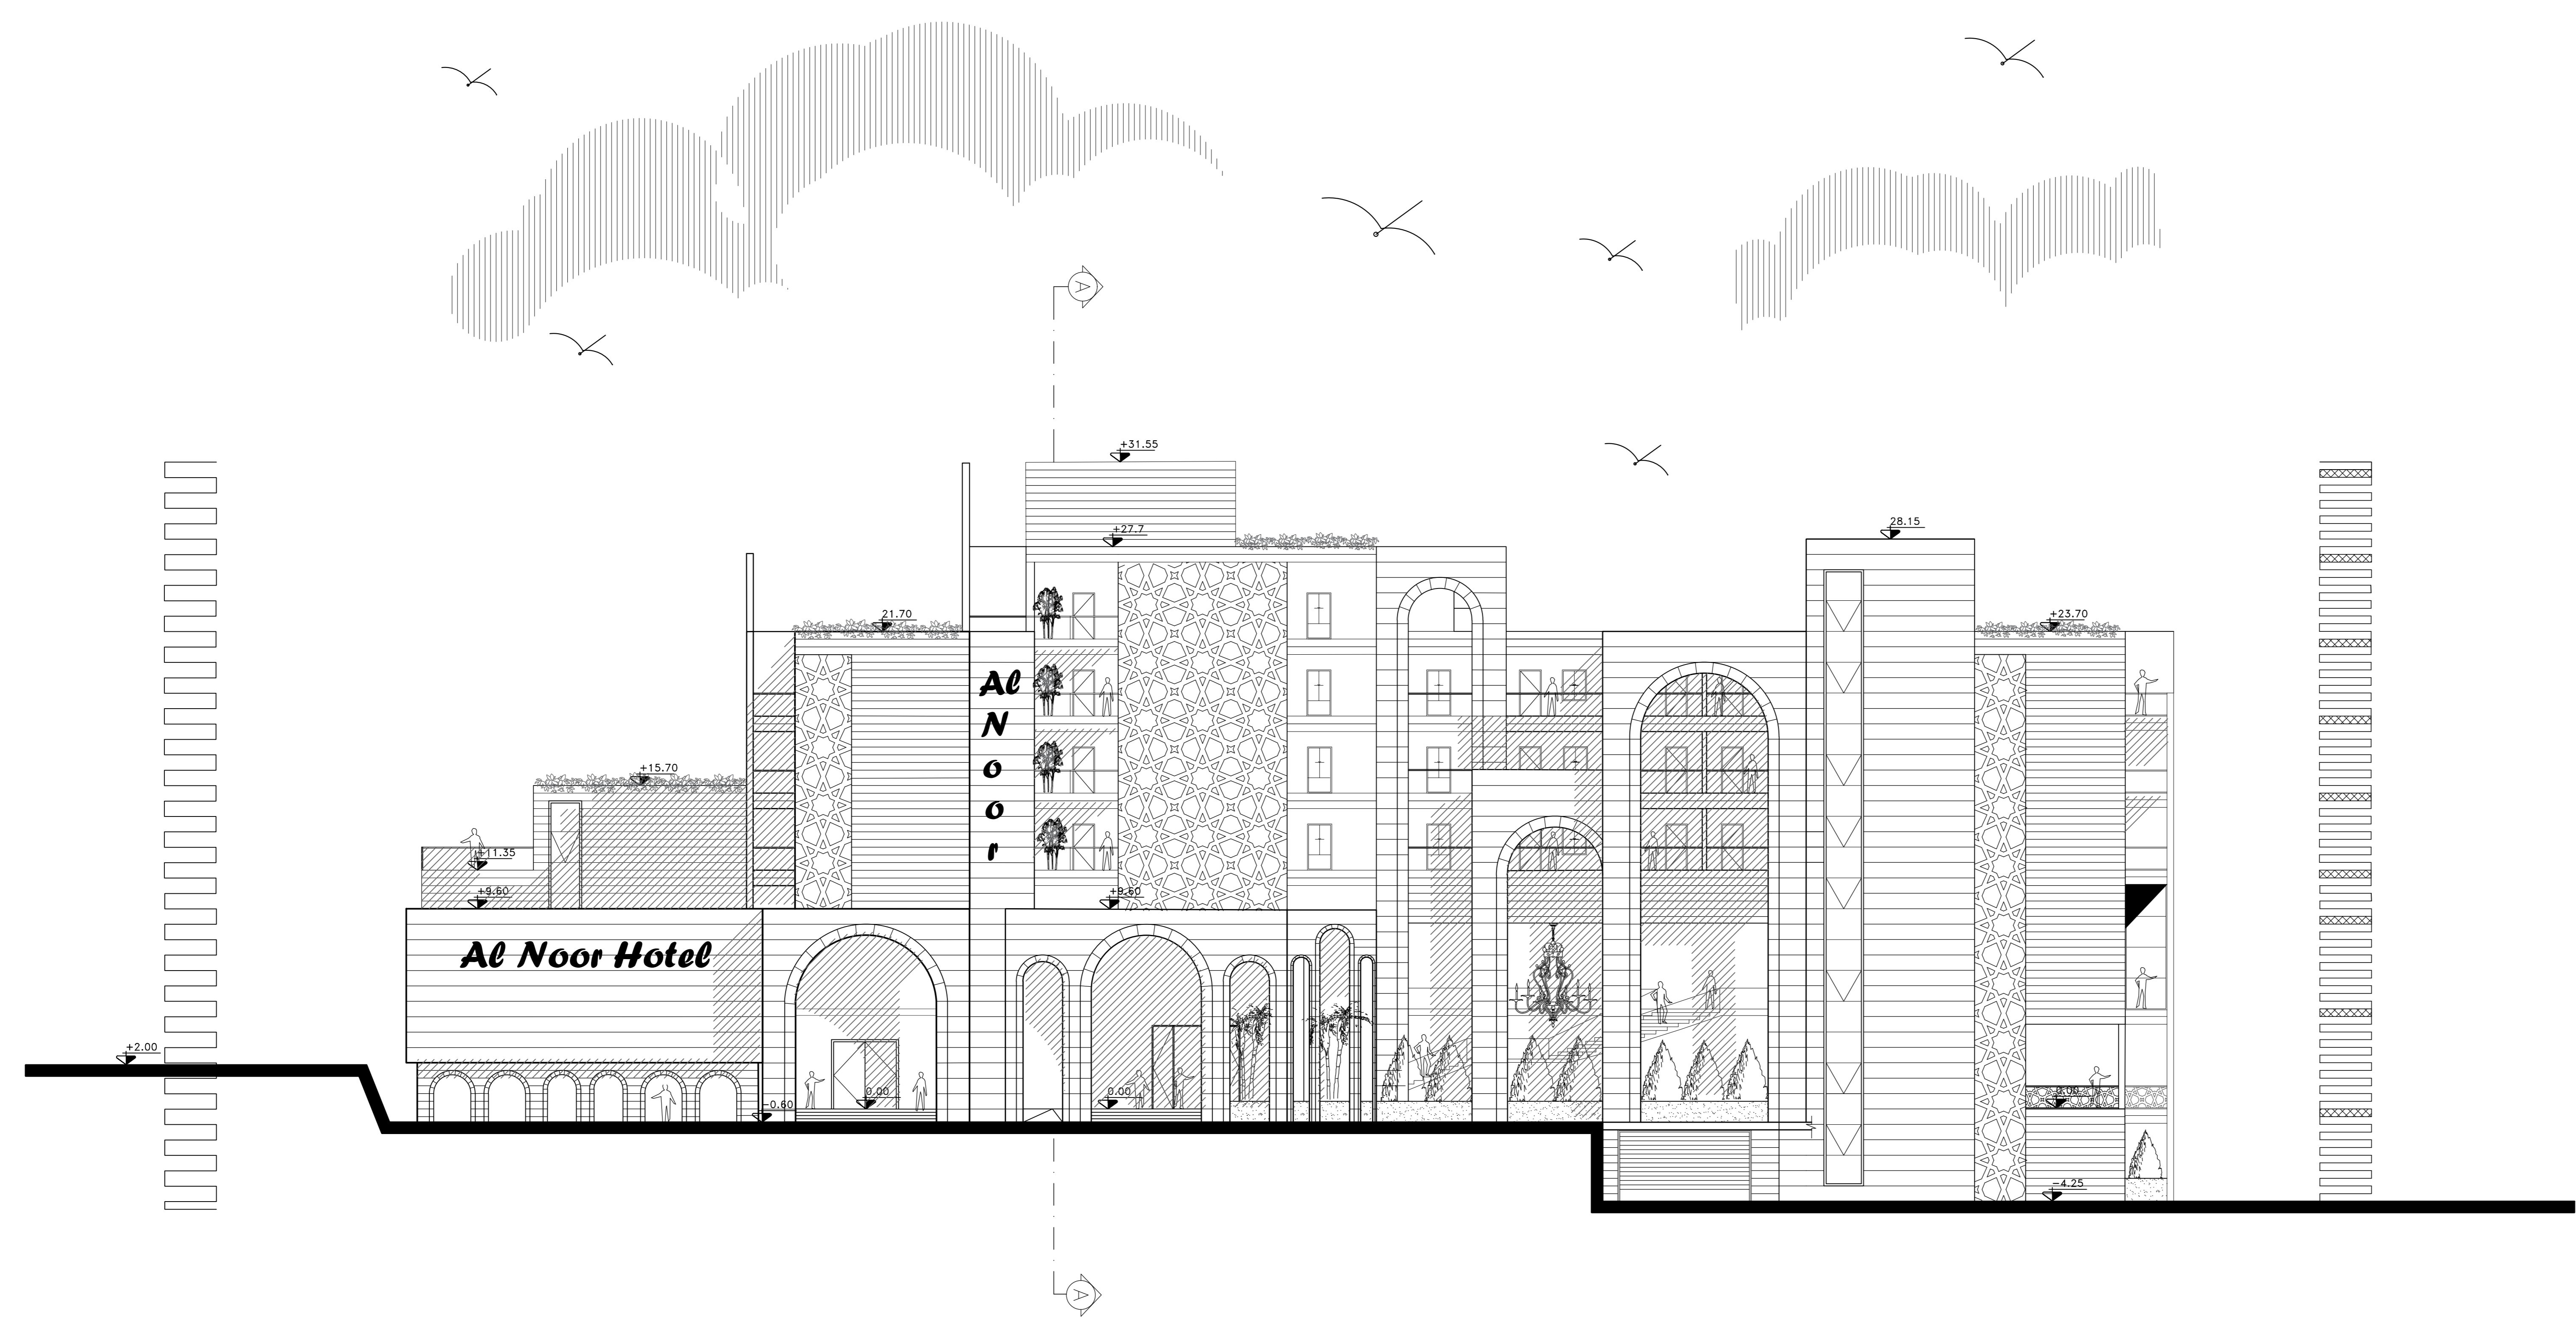 A
+31.55
+27.7
28.15
21.70
+23.70
Al
N
o
o
r
+15.70
+11.35
+9.60
+9.60
Al Noor Hotel
+2.00
0.00
0.00
-0.60
0.00
-4.25
A